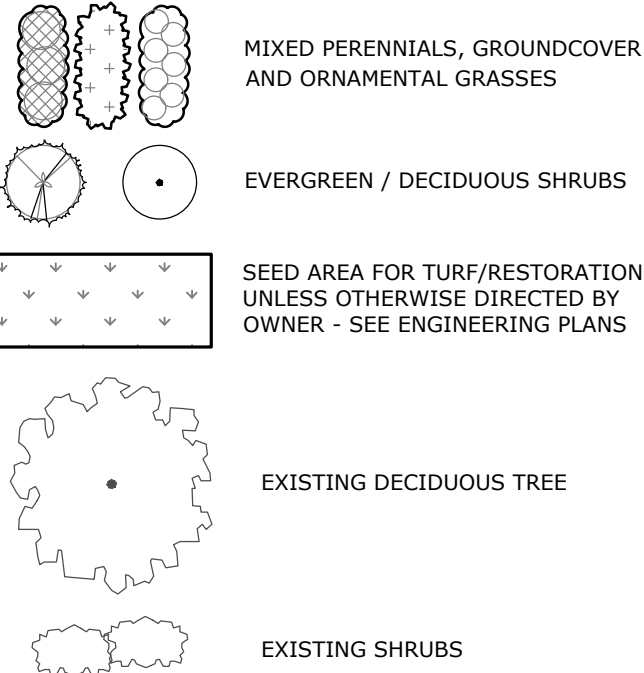 MIXED PERENNIALS, GROUNDCOVER
AND ORNAMENTAL GRASSES
EVERGREEN / DECIDUOUS SHRUBS
SEED AREA FOR TURF/RESTORATION
UNLESS OTHERWISE DIRECTED BY
OWNER - SEE ENGINEERING PLANS
EXISTING DECIDUOUS TREE
EXISTING SHRUBS